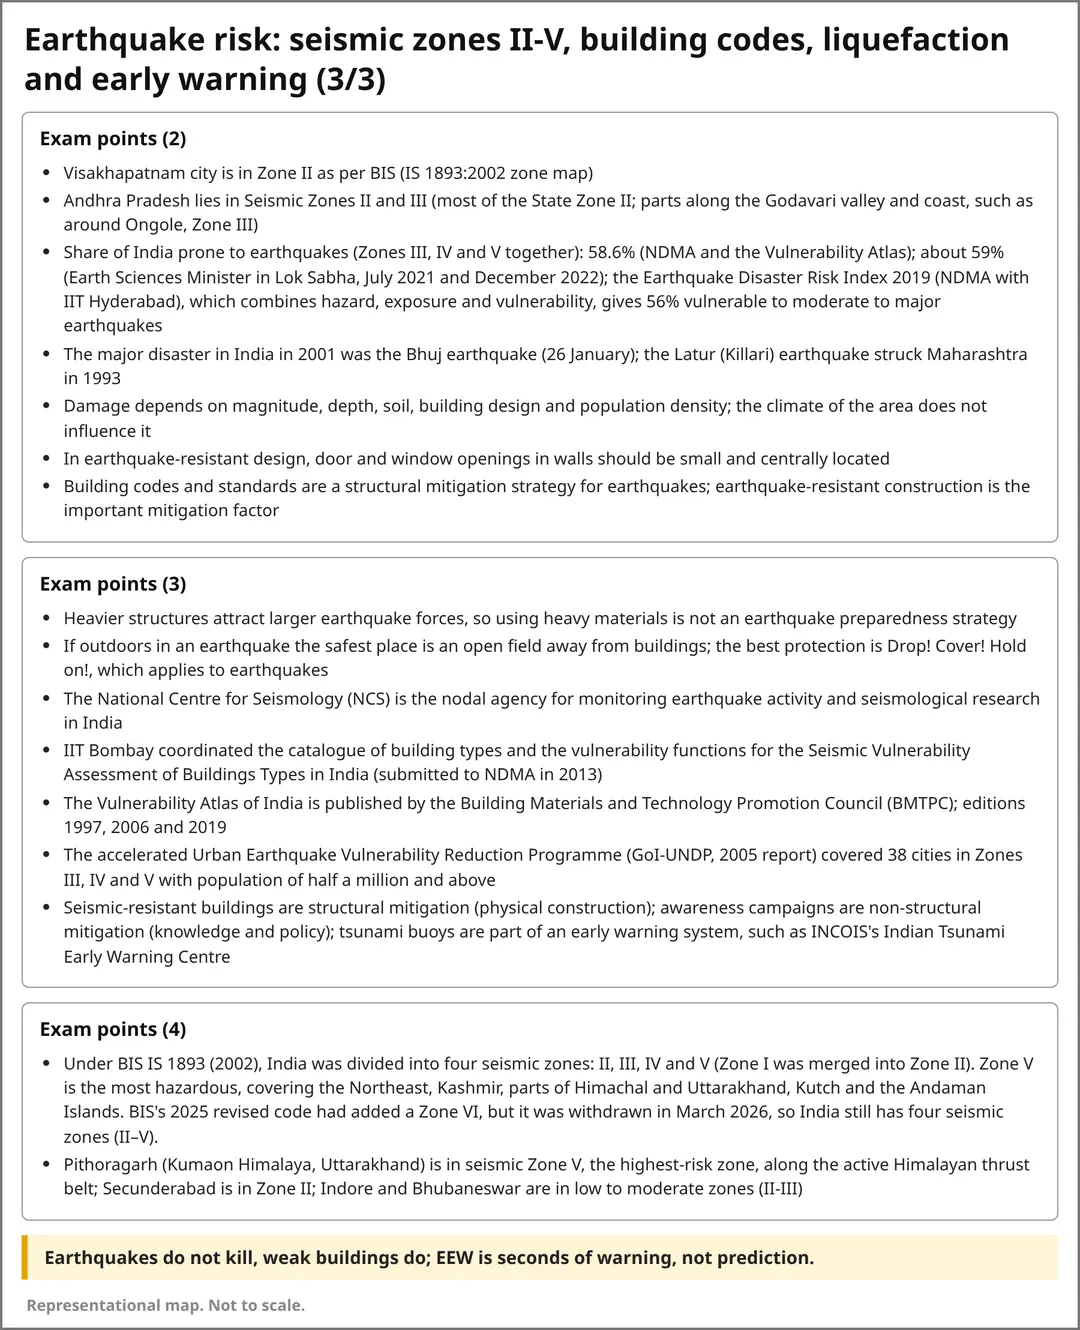 Earthquake risk: seismic zones II-V, building codes, liquefaction
and early warning (3/3)
Exam points (2)
• Visakhapatnam city is in Zone II as per BIS (IS 1893:2002 zone map)
• Andhra Pradesh lies in Seismic Zones II and III (most of the State Zone II; parts along the Godavari valley and coast, such as
around Ongole, Zone III)
• Share of India prone to earthquakes (Zones III, IV and V together): 58.6% (NDMA and the Vulnerability Atlas); about 59%
(Earth Sciences Minister in Lok Sabha, July 2021 and December 2022); the Earthquake Disaster Risk Index 2019 (NDMA with
IIT Hyderabad), which combines hazard, exposure and vulnerability, gives 56% vulnerable to moderate to major
earthquakes
• The major disaster in India in 2001 was the Bhuj earthquake (26 January); the Latur (Killari) earthquake struck Maharashtra
in 1993
• Damage depends on magnitude, depth, soil, building design and population density; the climate of the area does not
influence it
• In earthquake-resistant design, door and window openings in walls should be small and centrally located
• Building codes and standards are a structural mitigation strategy for earthquakes; earthquake-resistant construction is the
important mitigation factor
Exam points (3)
• Heavier structures attract larger earthquake forces, so using heavy materials is not an earthquake preparedness strategy
• If outdoors in an earthquake the safest place is an open field away from buildings; the best protection is Drop! Cover! Hold
on!, which applies to earthquakes
• The National Centre for Seismology (NCS) is the nodal agency for monitoring earthquake activity and seismological research
in India
• IIT Bombay coordinated the catalogue of building types and the vulnerability functions for the Seismic Vulnerability
Assessment of Buildings Types in India (submitted to NDMA in 2013)
• The Vulnerability Atlas of India is published by the Building Materials and Technology Promotion Council (BMTPC); editions
1997, 2006 and 2019
• The accelerated Urban Earthquake Vulnerability Reduction Programme (GoI-UNDP, 2005 report) covered 38 cities in Zones
III, IV and V with population of half a million and above
• Seismic-resistant buildings are structural mitigation (physical construction); awareness campaigns are non-structural
mitigation (knowledge and policy); tsunami buoys are part of an early warning system, such as INCOIS's Indian Tsunami
Early Warning Centre
Exam points (4)
• Under BIS IS 1893 (2002), India was divided into four seismic zones: II, III, IV and V (Zone I was merged into Zone II). Zone V
is the most hazardous, covering the Northeast, Kashmir, parts of Himachal and Uttarakhand, Kutch and the Andaman
Islands. BIS's 2025 revised code had added a Zone VI, but it was withdrawn in March 2026, so India still has four seismic
zones (II–V).
• Pithoragarh (Kumaon Himalaya, Uttarakhand) is in seismic Zone V, the highest-risk zone, along the active Himalayan thrust
belt; Secunderabad is in Zone II; Indore and Bhubaneswar are in low to moderate zones (II-III)
Earthquakes do not kill, weak buildings do; EEW is seconds of warning, not prediction.
Representational map. Not to scale.